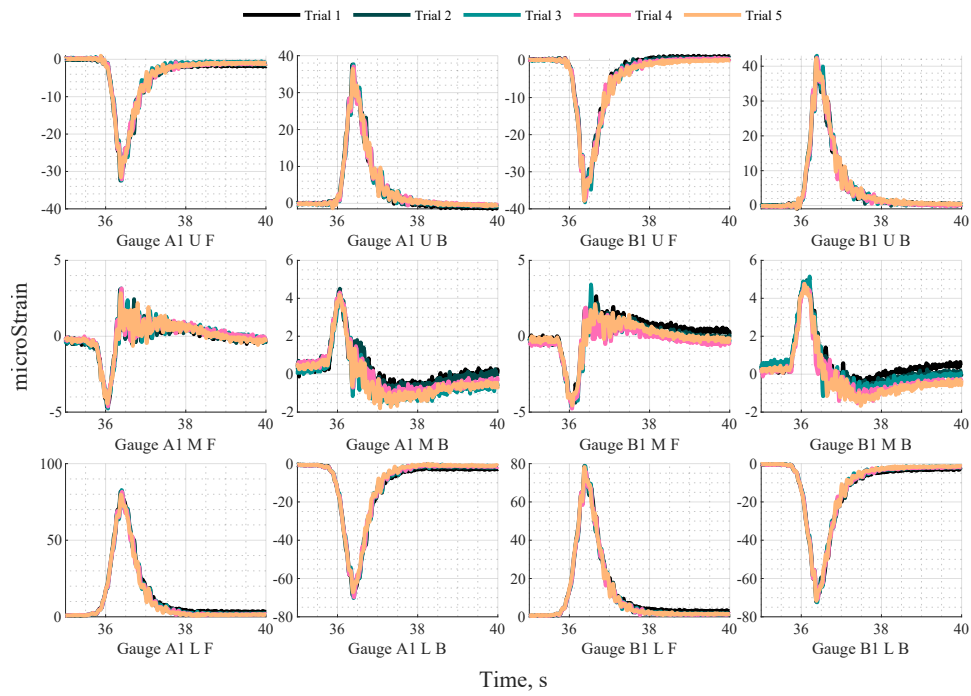 Trial 1 Trial 2 Trial 3 Trial 4 Trial 5
0 -10 -20 -30 -40
36 38 40
Gauge A1 U F
40 30 20 10 0
36 38 40
Gauge A1 U B
0 -10 -20 -30 -40
36 38 40
Gauge B1 U F
40 30 20 10 0
36 38 40
Gauge B1 U B
microStrain
5 0 -5
36 38 40
Gauge A1 M F
6 4 2 0 -2
36 38 40
Gauge A1 M B
5 0 -5
36 38 40
Gauge B1 M F
6 4 2 0 -2
36 38 40
Gauge B1 M B
100 50 0
36 38 40
Gauge A1 L F
0 -20 -40 -60 -80
36 38 40
Gauge A1 L B
80 60 40 20 0
36 38 40
Gauge B1 L F
0 -20 -40 -60 -80
36 38 40
Gauge B1 L B
Time, s